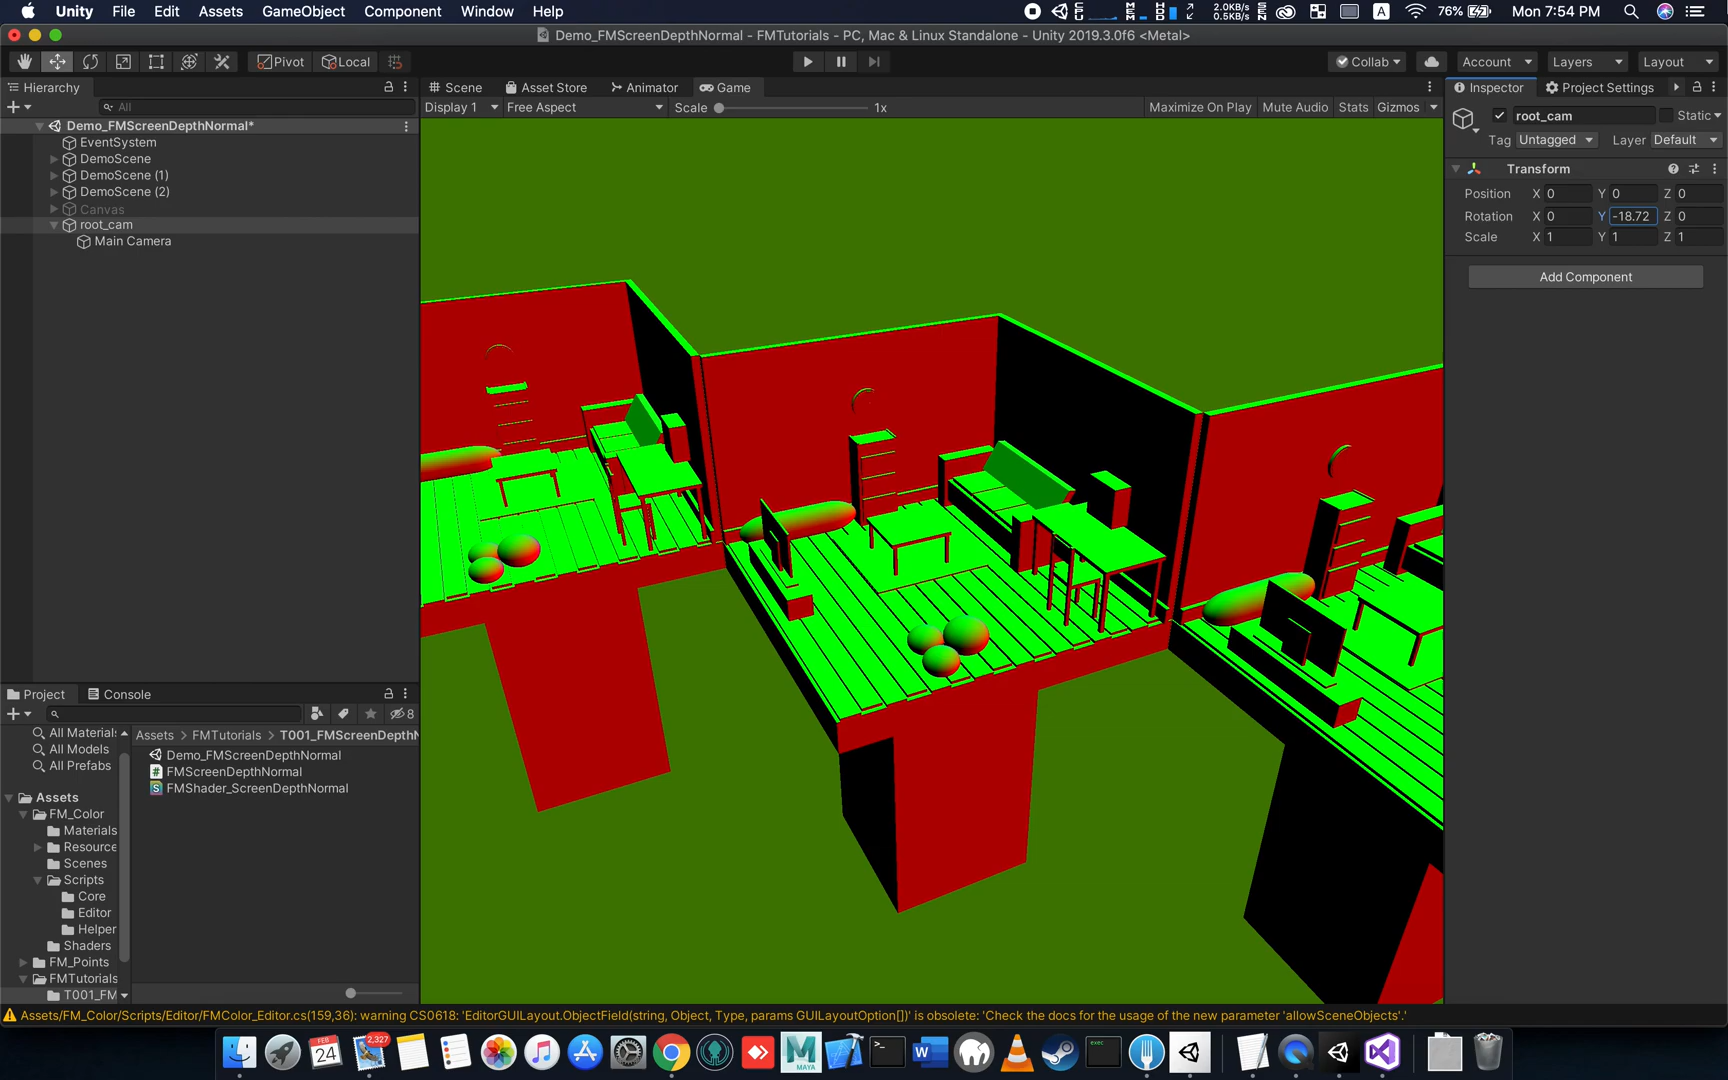 Unity File Edit Assets GameObject Component Window Help
2.0KB/s
0.5KB/s
76% Mon 7:54 PM
Demo_FMScreenDepthNormal - FMTutorials - PC, Mac & Linux Standalone - Unity 2019.3.0f6 <Metal>
Pivot Local Collab Account Layers Layout
Hierarchy Scene Asset Store Animator Game Inspector Project Settings
All Display 1 Free Aspect Scale 1x Maximize On Play Mute Audio Stats Gizmos
Demo_FMScreenDepthNormal*
EventSystem
DemoScene
DemoScene (1)
DemoScene (2)
Canvas
root_cam
Main Camera
root_cam Static
Tag Untagged Layer Default
Transform
Position X 0 Y 0 Z 0
Rotation X 0 Y -18.72 Z 0
Scale X 1 Y 1 Z 1
Add Component
Project Console
8
All Materials
All Models
All Prefabs
Assets
FM_Color
Materials
Resource
Scenes
Scripts
Core
Editor
Helper
Shaders
FM_Points
FMTutorials
T001_FM
Assets > FMTutorials > T001_FMScreenDepthN
Demo_FMScreenDepthNormal
FMScreenDepthNormal
FMShader_ScreenDepthNormal
Assets/FM_Color/Scripts/Editor/FMColor_Editor.cs(159,36): warning CS0618: 'EditorGUILayout.ObjectField(string, Object, Type, params GUILayoutOption[])' is obsolete: 'Check the docs for the usage of the new parameter 'allowSceneObjects'.'
FEB
24
2,327
MAYA
exec